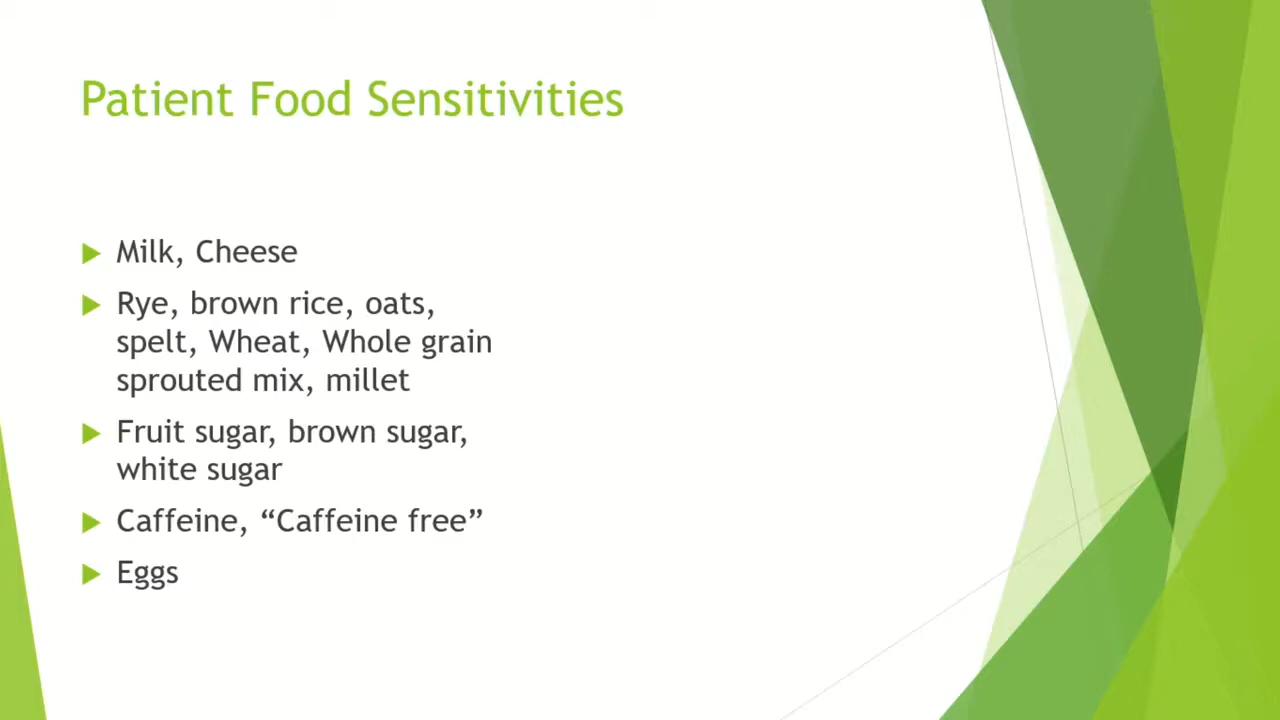 Patient Food Sensitivities
Milk, Cheese
Rye, brown rice, oats,
spelt, Wheat, Whole grain
sprouted mix, millet
Fruit sugar, brown sugar,
white sugar
Caffeine, “Caffeine free”
Eggs